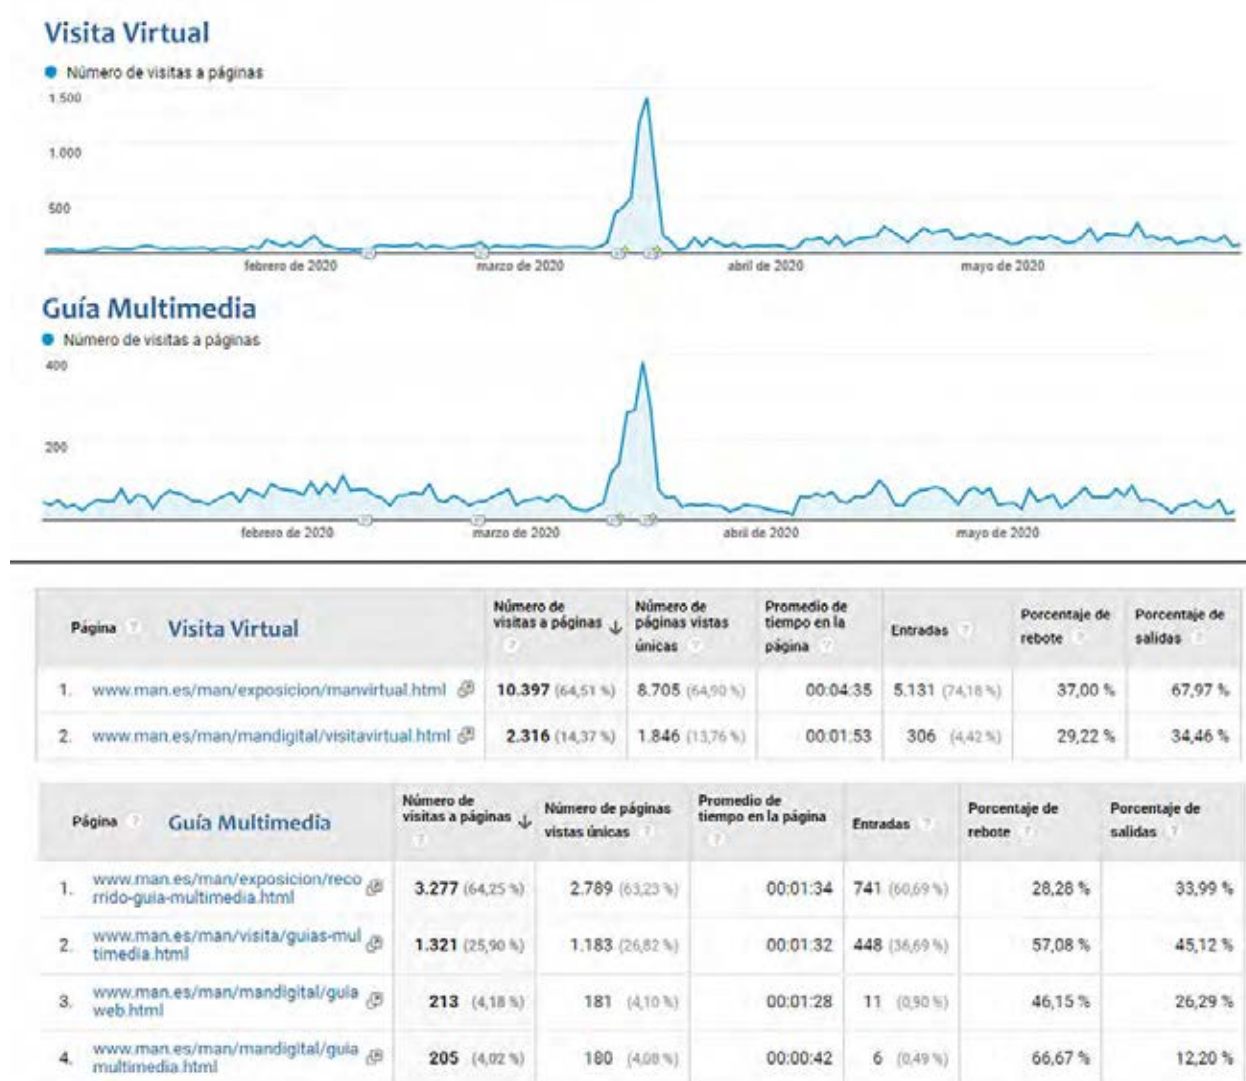 Visita Virtual
Número de visitas a páginas
1.500
1.000
500
febrero de 2020 marzo de 2020 abril de 2020 mayo de 2020
Guía Multimedia
Número de visitas a páginas
400
200
febrero de 2020 marzo de 2020 abril de 2020 mayo de 2020
Página ? Visita Virtual
Número de
visitas a páginas ↓
?
Número de
páginas vistas
únicas ?
Promedio de
tiempo en la
página ?
Entradas ?
Porcentaje de
rebote ?
Porcentaje de
salidas ?
1. www.man.es/man/exposicion/manvirtual.html 10.397 (64,51 %) 8.705 (64,90 %) 00:04:35 5.131 (74,18 %) 37,00 % 67,97 %
2. www.man.es/man/mandigital/visitavirtual.html 2.316 (14,37 %) 1.846 (13,76 %) 00:01:53 306 (4,42 %) 29,22 % 34,46 %
Página ? Guía Multimedia
Número de
visitas a páginas ↓
?
Número de páginas
vistas únicas ?
Promedio de
tiempo en la página
?
Entradas ?
Porcentaje de
rebote ?
Porcentaje de
salidas ?
1. www.man.es/man/exposicion/reco
rrido-guia-multimedia.html
3.277 (64,25 %) 2.789 (63,23 %) 00:01:34 741 (60,69 %) 28,28 % 33,99 %
2. www.man.es/man/visita/guias-mul
timedia.html
1.321 (25,90 %) 1.183 (26,82 %) 00:01:32 448 (36,69 %) 57,08 % 45,12 %
3. www.man.es/man/mandigital/guia
web.html
213 (4,18 %) 181 (4,10 %) 00:01:28 11 (0,90 %) 46,15 % 26,29 %
4. www.man.es/man/mandigital/guia
multimedia.html
205 (4,02 %) 180 (4,08 %) 00:00:42 6 (0,49 %) 66,67 % 12,20 %